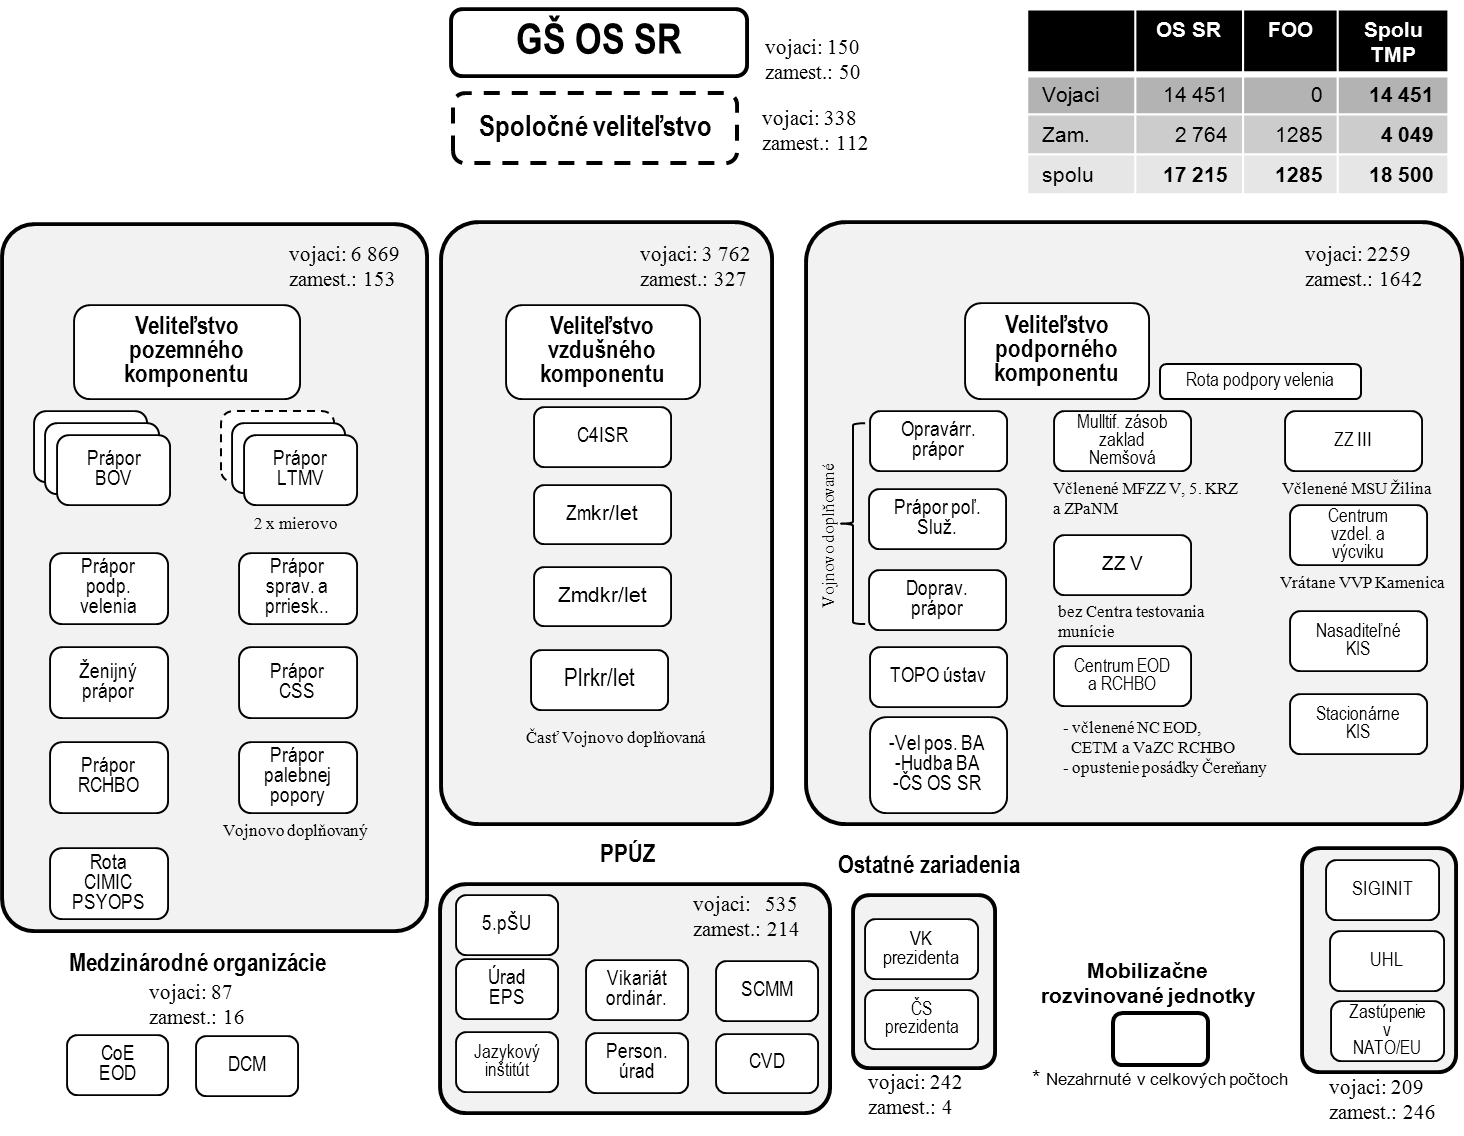 GŠ OS SR
vojaci: 150
zamest.: 50
Spoločné veliteľstvo
vojaci: 338
zamest.: 112
OS SR FOO Spolu
TMP
Vojaci 14 451 0 14 451
Zam. 2 764 1285 4 049
spolu 17 215 1285 18 500
vojaci: 6 869
zamest.: 153
Veliteľstvo
pozemného
komponentu
Prápor
BOV
Prápor
LTMV
2 x mierovo
Prápor
podp.
velenia
Prápor
sprav. a
prriesk..
Ženijný
prápor
Prápor
CSS
Prápor
RCHBO
Prápor
palebnej
popory
Vojnovo doplňovaný
Rota
CIMIC
PSYOPS
vojaci: 3 762
zamest.: 327
Veliteľstvo
vzdušného
komponentu
C4ISR
Zmkr/let
Zmdkr/let
Plrkr/let
Časť Vojnovo doplňovaná
vojaci: 2259
zamest.: 1642
Veliteľstvo
podporného
komponentu
Rota podpory velenia
Vojnovo doplňované
Opravárr.
prápor
Prápor poľ.
Služ.
Doprav.
prápor
TOPO ústav
-Vel pos. BA
-Hudba BA
-ČS OS SR
Mulltif. zásob
zaklad
Nemšová
Včlenené MFZZ V, 5. KRZ
a ZPaNM
ZZ V
bez Centra testovania
munície
Centrum EOD
a RCHBO
- včlenené NC EOD,
CETM a VaZC RCHBO
- opustenie posádky Čereňany
ZZ III
Včlenené MSU Žilina
Centrum
vzdel. a
výcviku
Vrátane VVP Kamenica
Nasaditeľné
KIS
Stacionárne
KIS
Medzinárodné organizácie
vojaci: 87
zamest.: 16
CoE
EOD
DCM
PPÚZ
vojaci: 535
zamest.: 214
5.pŠU
Úrad
EPS
Vikariát
ordinár.
SCMM
Jazykový
inštitút
Person.
úrad
CVD
Ostatné zariadenia
VK
prezidenta
ČS
prezidenta
vojaci: 242
zamest.: 4
Mobilizačne
rozvinované jednotky
* Nezahrnuté v celkových počtoch
SIGINIT
UHL
Zastúpenie
v
NATO/EU
vojaci: 209
zamest.: 246